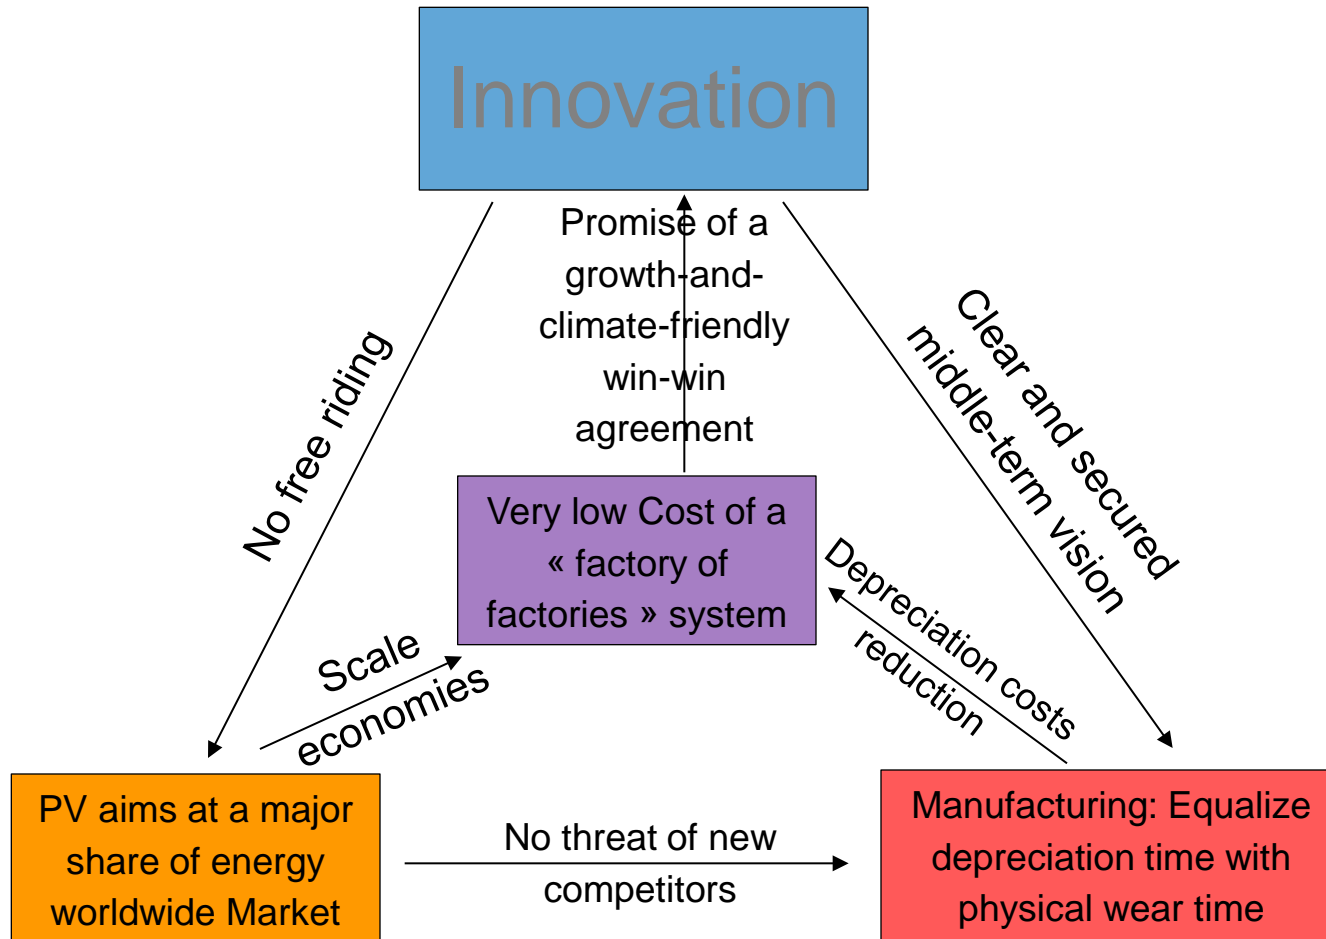 Innovation
Promise of a
growth-and-
climate-friendly
win-win
agreement
No free riding
Clear and secured
middle-term vision
Very low Cost of a
« factory of
factories » system
Scale
economies
Depreciation costs
reduction
PV aims at a major
share of energy
worldwide Market
No threat of new
competitors
Manufacturing: Equalize
depreciation time with
physical wear time